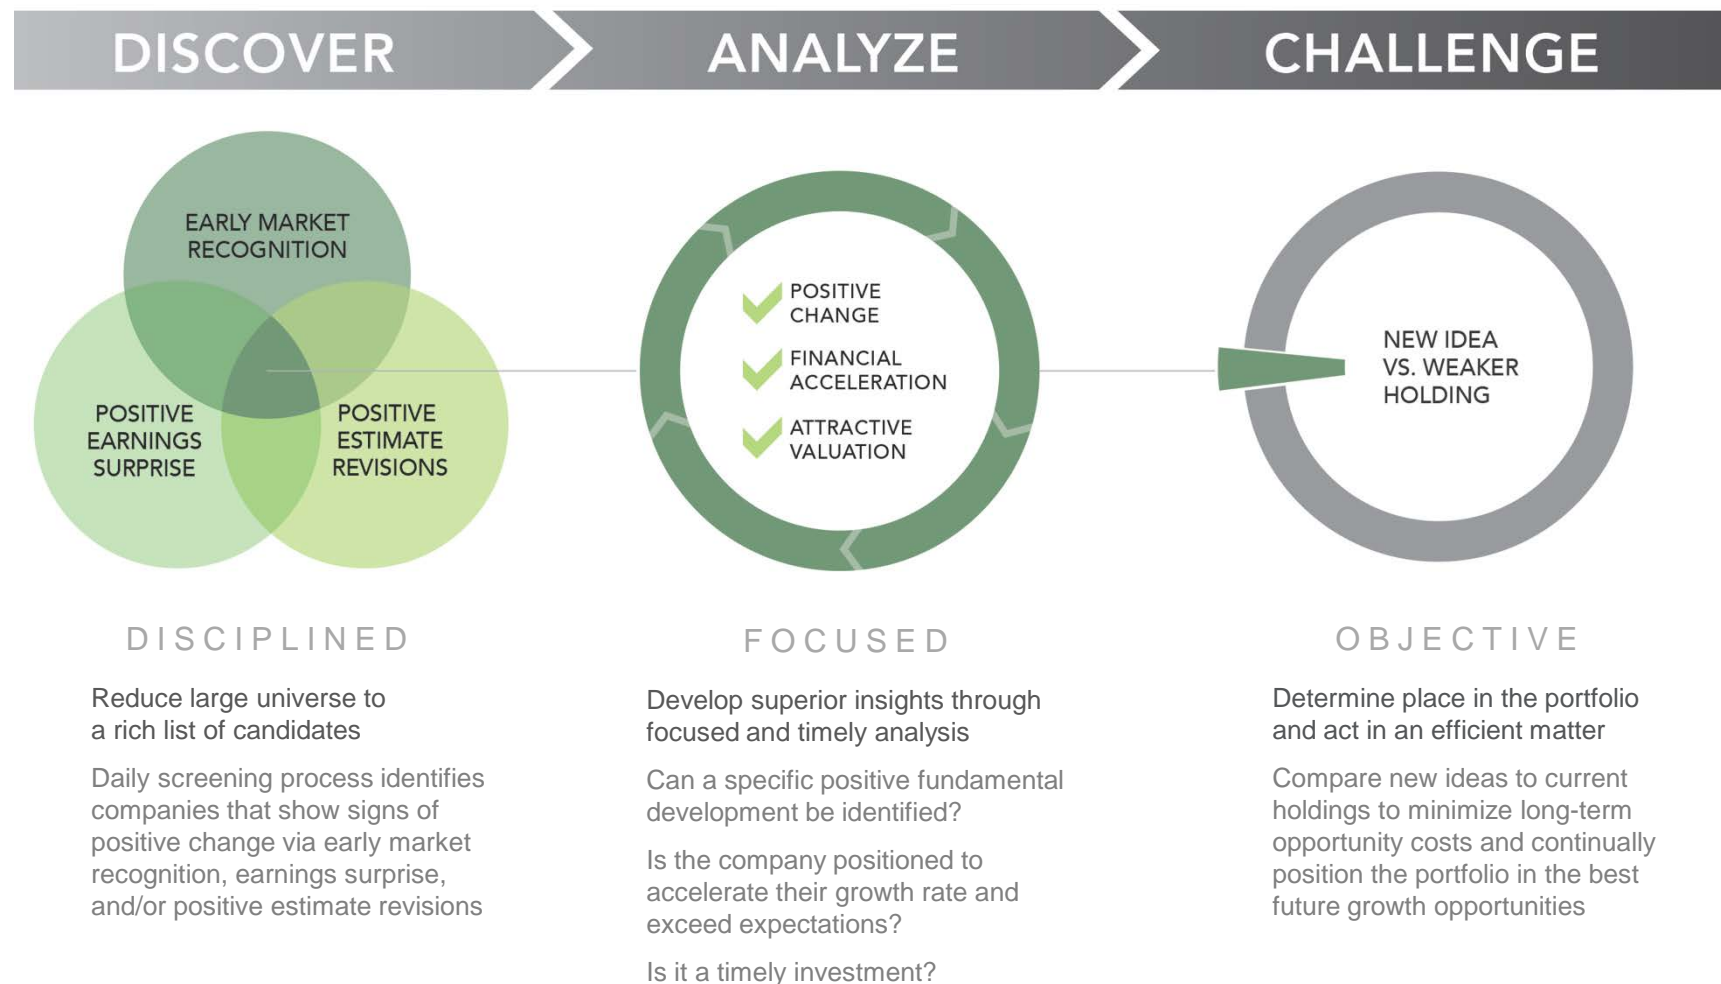 DISCOVER
ANALYZE
CHALLENGE
EARLY MARKET
RECOGNITION
POSITIVE
EARNINGS
SURPRISE
POSITIVE
ESTIMATE
REVISIONS
POSITIVE
CHANGE
FINANCIAL
ACCELERATION
ATTRACTIVE
VALUATION
NEW IDEA
VS. WEAKER
HOLDING
DISCIPLINED
Reduce large universe to
a rich list of candidates
Daily screening process identifies
companies that show signs of
positive change via early market
recognition, earnings surprise,
and/or positive estimate revisions
FOCUSED
Develop superior insights through
focused and timely analysis
Can a specific positive fundamental
development be identified?
Is the company positioned to
accelerate their growth rate and
exceed expectations?
Is it a timely investment?
OBJECTIVE
Determine place in the portfolio
and act in an efficient matter
Compare new ideas to current
holdings to minimize long-term
opportunity costs and continually
position the portfolio in the best
future growth opportunities